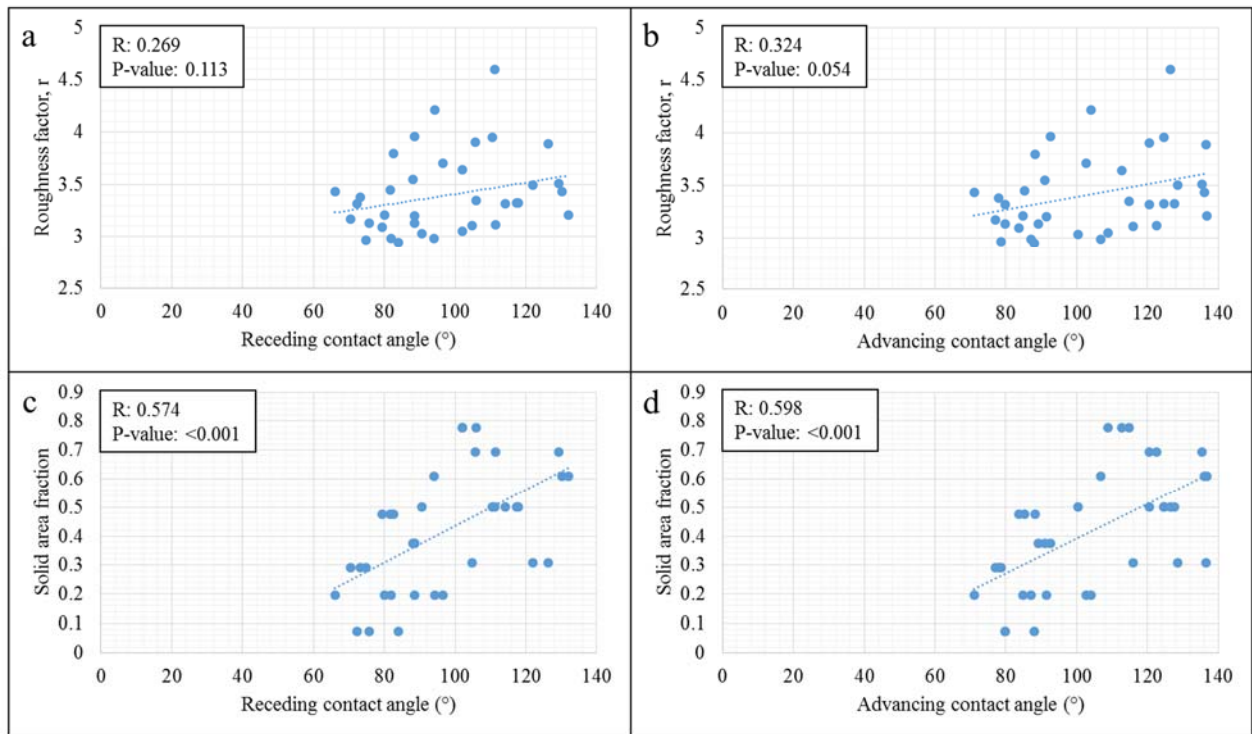 a
R: 0.269
P-value: 0.113
Roughness factor, r
5
4.5
4
3.5
3
2.5
0 20 40 60 80 100 120 140
Receding contact angle (°)
b
R: 0.324
P-value: 0.054
Roughness factor, r
5
4.5
4
3.5
3
2.5
0 20 40 60 80 100 120 140
Advancing contact angle (°)
c
R: 0.574
P-value: <0.001
Solid area fraction
0.9
0.8
0.7
0.6
0.5
0.4
0.3
0.2
0.1
0
0 20 40 60 80 100 120 140
Receding contact angle (°)
d
R: 0.598
P-value: <0.001
Solid area fraction
0.9
0.8
0.7
0.6
0.5
0.4
0.3
0.2
0.1
0
0 20 40 60 80 100 120 140
Advancing contact angle (°)